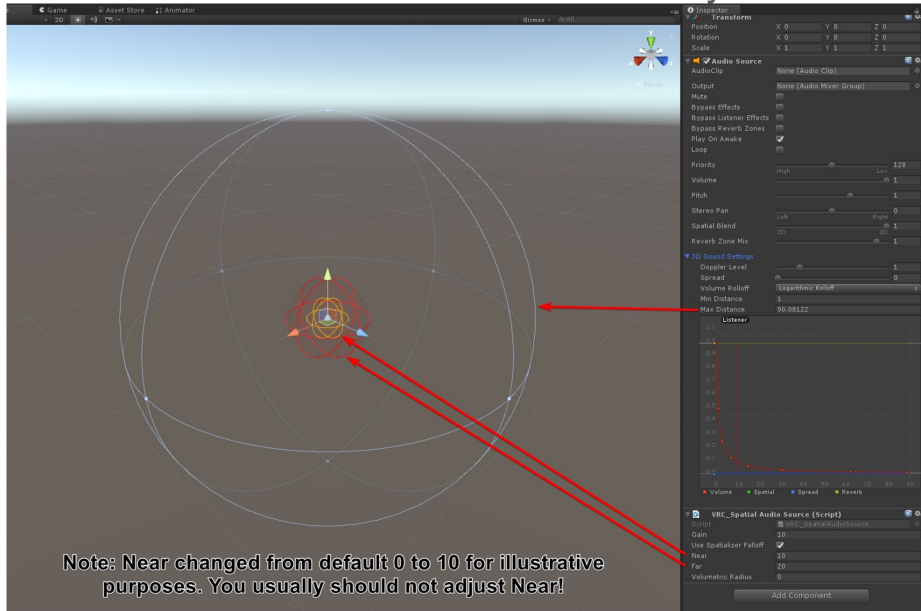 Game
Asset Store
Animator
2D
Gizmos
All
y
x
z
Persp
Inspector
Transform
Position X 0 Y 0 Z 0
Rotation X 0 Y 0 Z 0
Scale X 1 Y 1 Z 1
Audio Source
AudioClip None (Audio Clip)
Output None (Audio Mixer Group)
Mute
Bypass Effects
Bypass Listener Effects
Bypass Reverb Zones
Play On Awake
Loop
Priority 128
High Low
Volume 1
Pitch 1
Stereo Pan 0
Left Right
Spatial Blend 1
2D 3D
Reverb Zone Mix 1
3D Sound Settings
Doppler Level 1
Spread 0
Volume Rolloff Logarithmic Rolloff
Min Distance 1
Max Distance 90.08122
Listener
1.1
1.0
0.9
0.8
0.7
0.6
0.5
0.4
0.3
0.2
0.1
0.0
0 10 20 30 40 50 60 70 80 90
Volume Spatial Spread Reverb
VRC_Spatial Audio Source (Script)
Script VRC_SpatialAudioSource
Gain 10
Use Spatializer Falloff
Near 10
Far 20
Volumetric Radius 0
Add Component
Note: Near changed from default 0 to 10 for illustrative
purposes. You usually should not adjust Near!